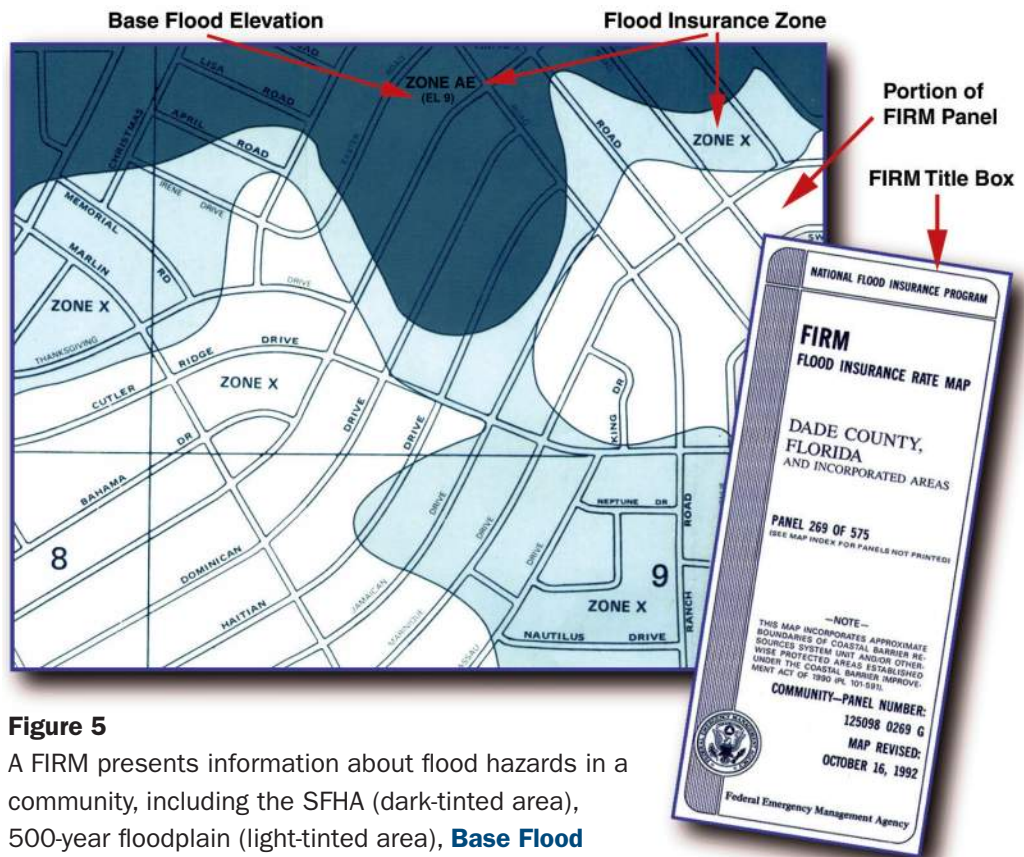 Base Flood Elevation
Flood Insurance Zone
Portion of
FIRM Panel
FIRM Title Box
ZONE AE
(EL 9)
LISA
ROAD
APRIL
ROAD
CHRISTMAS
IRENE
DRIVE
ROAD
ZONE X
MEMORIAL
RD
MARLIN
ZONE X
THANKSGIVING
DRIVE
CUTLER
RIDGE
DRIVE
ZONE X
BAHAMA
DR
DRIVE
DRIVE
KING
DR
8
DOMINICAN
HAITIAN
JAMAICAN
MARINIQUE
DRIVE
DRIVE
DRIVE
NEPTUNE DR
ROAD
9
ZONE X
RANCH
NAUTILUS
DRIVE
NATIONAL FLOOD INSURANCE PROGRAM
FIRM
FLOOD INSURANCE RATE MAP
DADE COUNTY,
FLORIDA
AND INCORPORATED AREAS
PANEL 269 OF 575
(SEE MAP INDEX FOR PANELS NOT PRINTED)
—NOTE—
THIS MAP INCORPORATES APPROXIMATE
BOUNDARIES OF COASTAL BARRIER RE-
SOURCES SYSTEM UNIT AND/OR OTHER-
WISE PROTECTED AREAS ESTABLISHED
UNDER THE COASTAL BARRIER IMPROVE-
MENT ACT OF 1990 (PL 101-591).
COMMUNITY—PANEL NUMBER:
125098 0269 G
MAP REVISED:
OCTOBER 16, 1992
Federal Emergency Management Agency
Figure 5
A FIRM presents information about flood hazards in a
community, including the SFHA (dark-tinted area),
500-year floodplain (light-tinted area), Base Flood